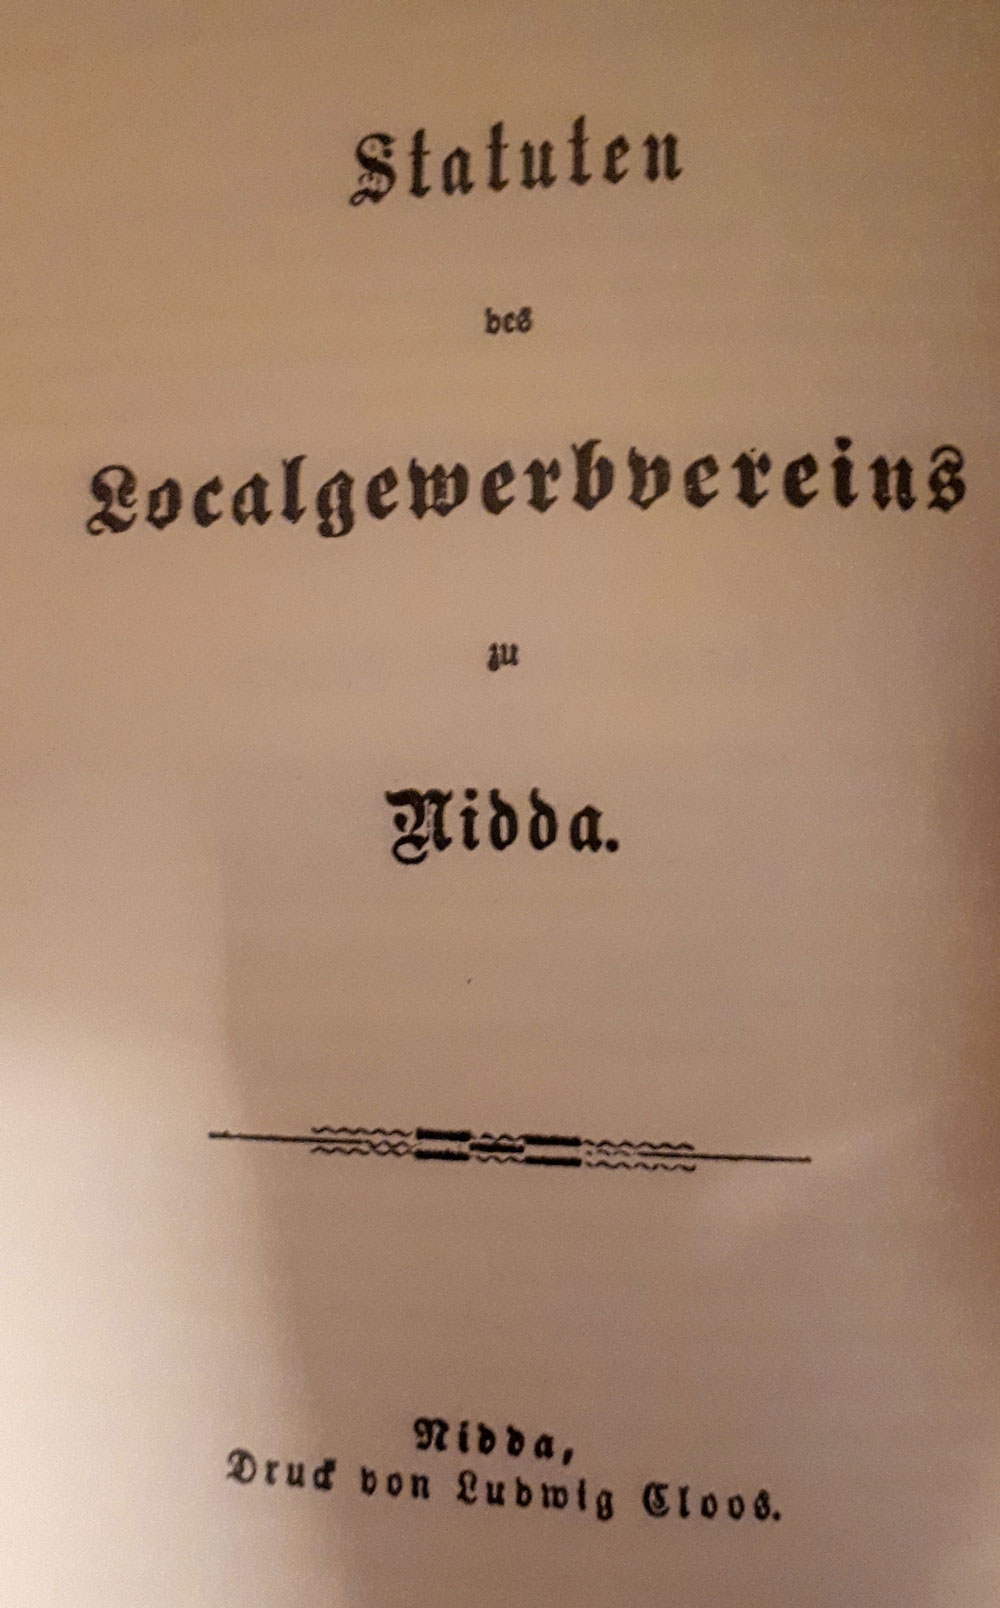 Statuten
des
Localgewerbvereins
zu
Nidda.
Nidda,
Druck von Ludwig Cloos.